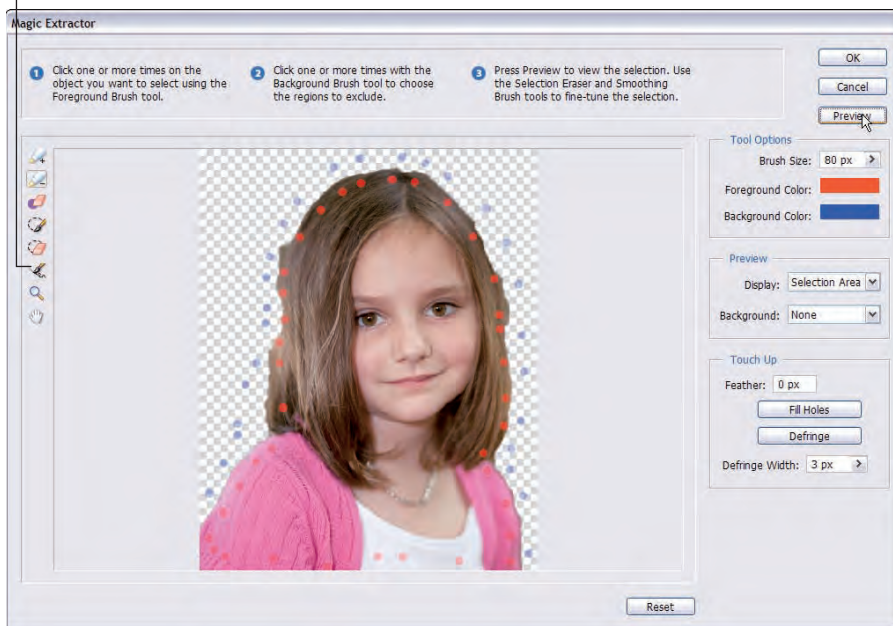 Magic Extractor
1 Click one or more times on the
object you want to select using the
Foreground Brush tool.
2 Click one or more times with the
Background Brush tool to choose
the regions to exclude.
3 Press Preview to view the selection. Use
the Selection Eraser and Smoothing
Brush tools to fine-tune the selection.
OK
Cancel
Preview
Tool Options
Brush Size: 80 px
Foreground Color:
Background Color:
Preview
Display: Selection Area
Background: None
Touch Up
Feather: 0 px
Fill Holes
Defringe
Defringe Width: 3 px
Reset